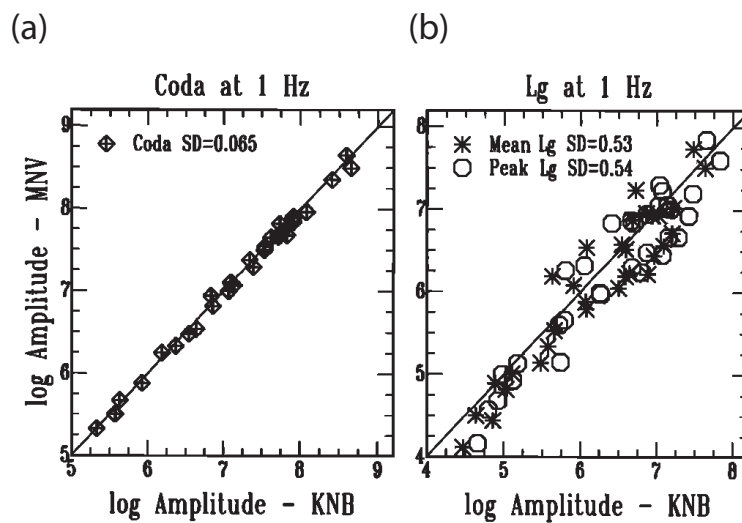 (a)
(b)
Coda at 1 Hz
Lg at 1 Hz
Coda SD=0.065
Mean Lg SD=0.53
Peak Lg SD=0.54
log Amplitude – MNV
9
8
7
6
5
8
7
6
5
4
5 6 7 8 9
4 5 6 7 8
log Amplitude – KNB
log Amplitude – KNB